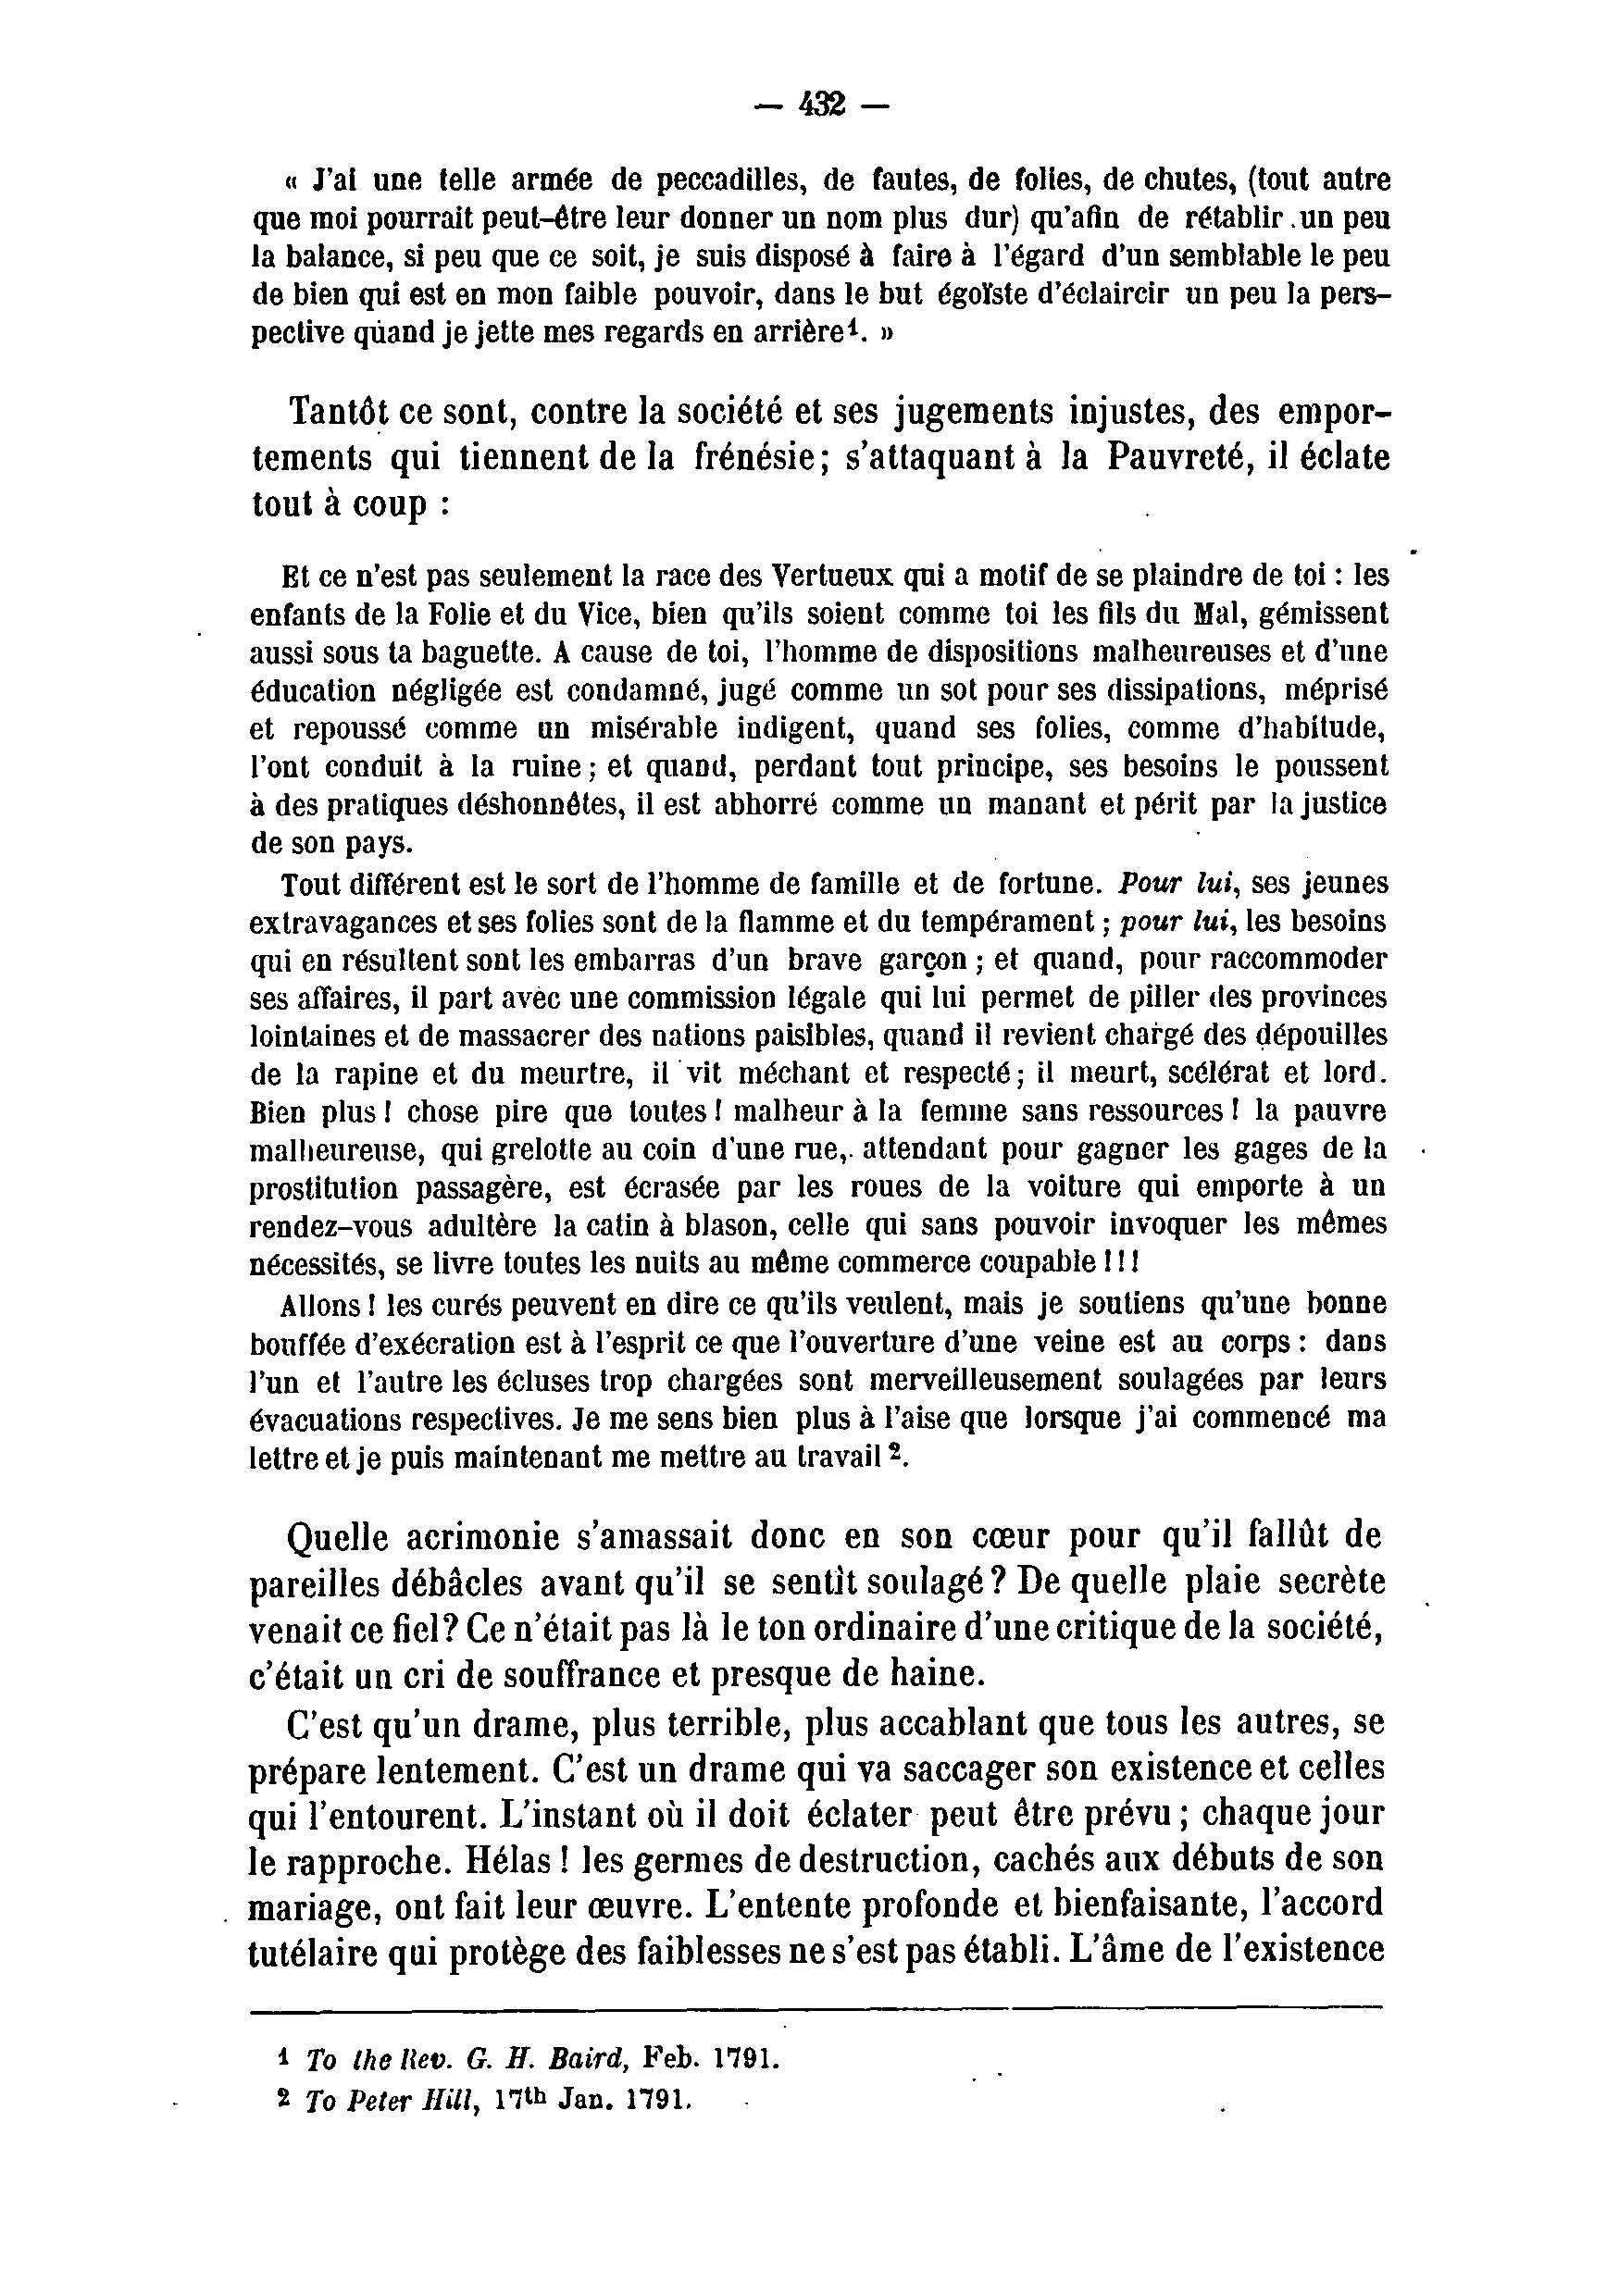 — 432 —
« J'ai une telle armée de peccadilles, de fautes, de folies, de chutes, (tout autre
que moi pourrait peut-être leur donner un nom plus dur) qu'afin de rétablir un peu
la balance, si peu que ce soit, je suis disposé à faire à l'égard d'un semblable le peu
de bien qui est en mon faible pouvoir, dans le but égoïste d'éclaircir un peu la pers-
pective quand je jette mes regards en arrière¹. »
Tantôt ce sont, contre la société et ses jugements injustes, des empor-
tements qui tiennent de la frénésie; s'attaquant à la Pauvreté, il éclate
tout à coup :
Et ce n'est pas seulement la race des Vertueux qui a motif de se plaindre de toi : les
enfants de la Folie et du Vice, bien qu'ils soient comme toi les fils du Mal, gémissent
aussi sous ta baguette. A cause de toi, l'homme de dispositions malheureuses et d'une
éducation négligée est condamné, jugé comme un sot pour ses dissipations, méprisé
et repoussé comme un misérable indigent, quand ses folies, comme d'habitude,
l'ont conduit à la ruine ; et quand, perdant tout principe, ses besoins le poussent
à des pratiques déshonnêtes, il est abhorré comme un manant et périt par la justice
de son pays.
Tout différent est le sort de l'homme de famille et de fortune. Pour lui, ses jeunes
extravagances et ses folies sont de la flamme et du tempérament ; pour lui, les besoins
qui en résultent sont les embarras d'un brave garçon ; et quand, pour raccommoder
ses affaires, il part avec une commission légale qui lui permet de piller des provinces
lointaines et de massacrer des nations paisibles, quand il revient chargé des dépouilles
de la rapine et du meurtre, il vit méchant et respecté ; il meurt, scélérat et lord.
Bien plus ! chose pire que toutes ! malheur à la femme sans ressources ! la pauvre
malheureuse, qui grelotte au coin d'une rue, attendant pour gagner les gages de la
prostitution passagère, est écrasée par les roues de la voiture qui emporte à un
rendez-vous adultère la catin à blason, celle qui sans pouvoir invoquer les mêmes
nécessités, se livre toutes les nuits au même commerce coupable ! ! !
Allons ! les curés peuvent en dire ce qu'ils veulent, mais je soutiens qu'une bonne
bouffée d'exécration est à l'esprit ce que l'ouverture d'une veine est au corps : dans
l'un et l'autre les écluses trop chargées sont merveilleusement soulagées par leurs
évacuations respectives. Je me sens bien plus à l'aise que lorsque j'ai commencé ma
lettre et je puis maintenant me mettre au travail ².
Quelle acrimonie s'amassait donc en son cœur pour qu'il fallût de
pareilles débâcles avant qu'il se sentît soulagé ? De quelle plaie secrète
venait ce fiel? Ce n'était pas là le ton ordinaire d'une critique de la société,
c'était un cri de souffrance et presque de haine.
C'est qu'un drame, plus terrible, plus accablant que tous les autres, se
prépare lentement. C'est un drame qui va saccager son existence et celles
qui l'entourent. L'instant où il doit éclater peut être prévu ; chaque jour
le rapproche. Hélas ! les germes de destruction, cachés aux débuts de son
mariage, ont fait leur œuvre. L'entente profonde et bienfaisante, l'accord
tutélaire qui protège des faiblesses ne s'est pas établi. L'âme de l'existence
¹ To the Rev. G. H. Baird, Feb. 1791.
² To Peter Hill, 17th Jan. 1791.